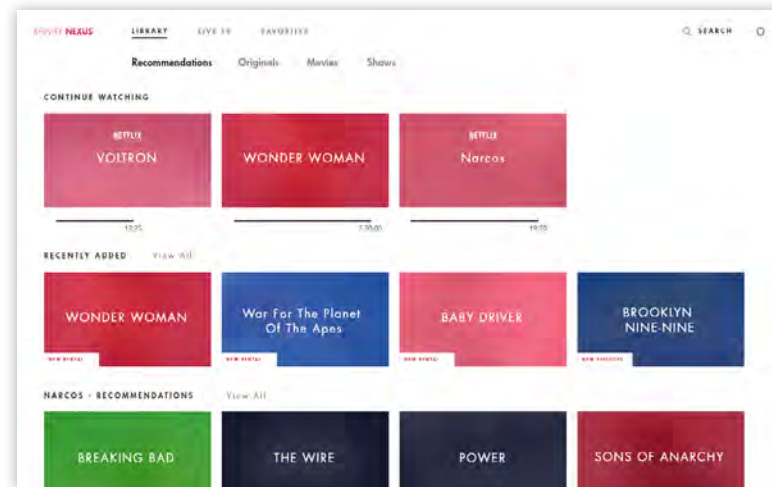 XFINITY NEXUS LIBRARY LIVE TV FAVORITES SEARCH
Recommendations Originals Movies Shows
CONTINUE WATCHING
NETFLIX
VOLTRON
WONDER WOMAN
NETFLIX
Narcos
RECENTLY ADDED View All
WONDER WOMAN
NEW RENTAL
War For The Planet
Of The Apes
NEW RENTAL
BABY DRIVER
NEW RENTAL
BROOKLYN
NINE-NINE
NEW EPISODE
NARCOS - RECOMMENDATIONS View All
BREAKING BAD
THE WIRE
POWER
SONS OF ANARCHY